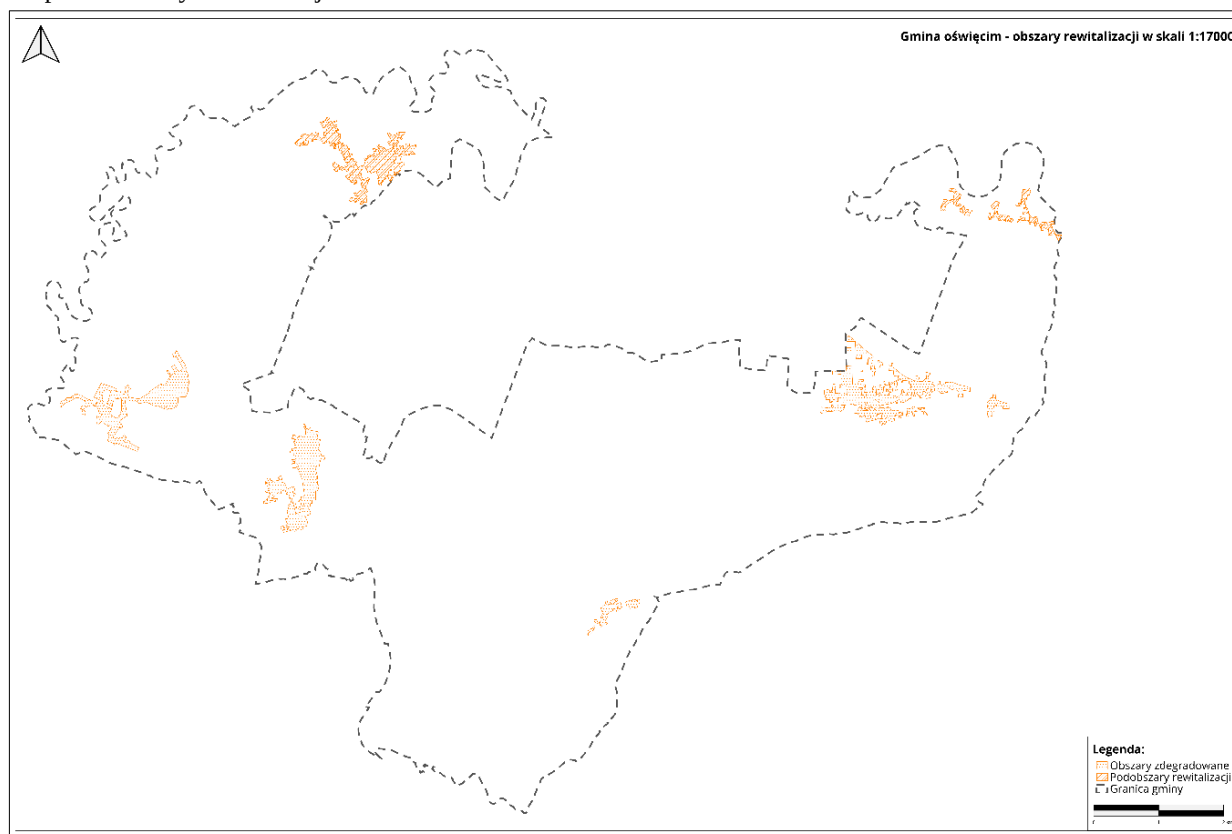 Gmina oświęcim - obszary rewitalizacji w skali 1:17000
Legenda:
Obszary zdegradowane
Podobszary rewitalizacji
Granica gminy